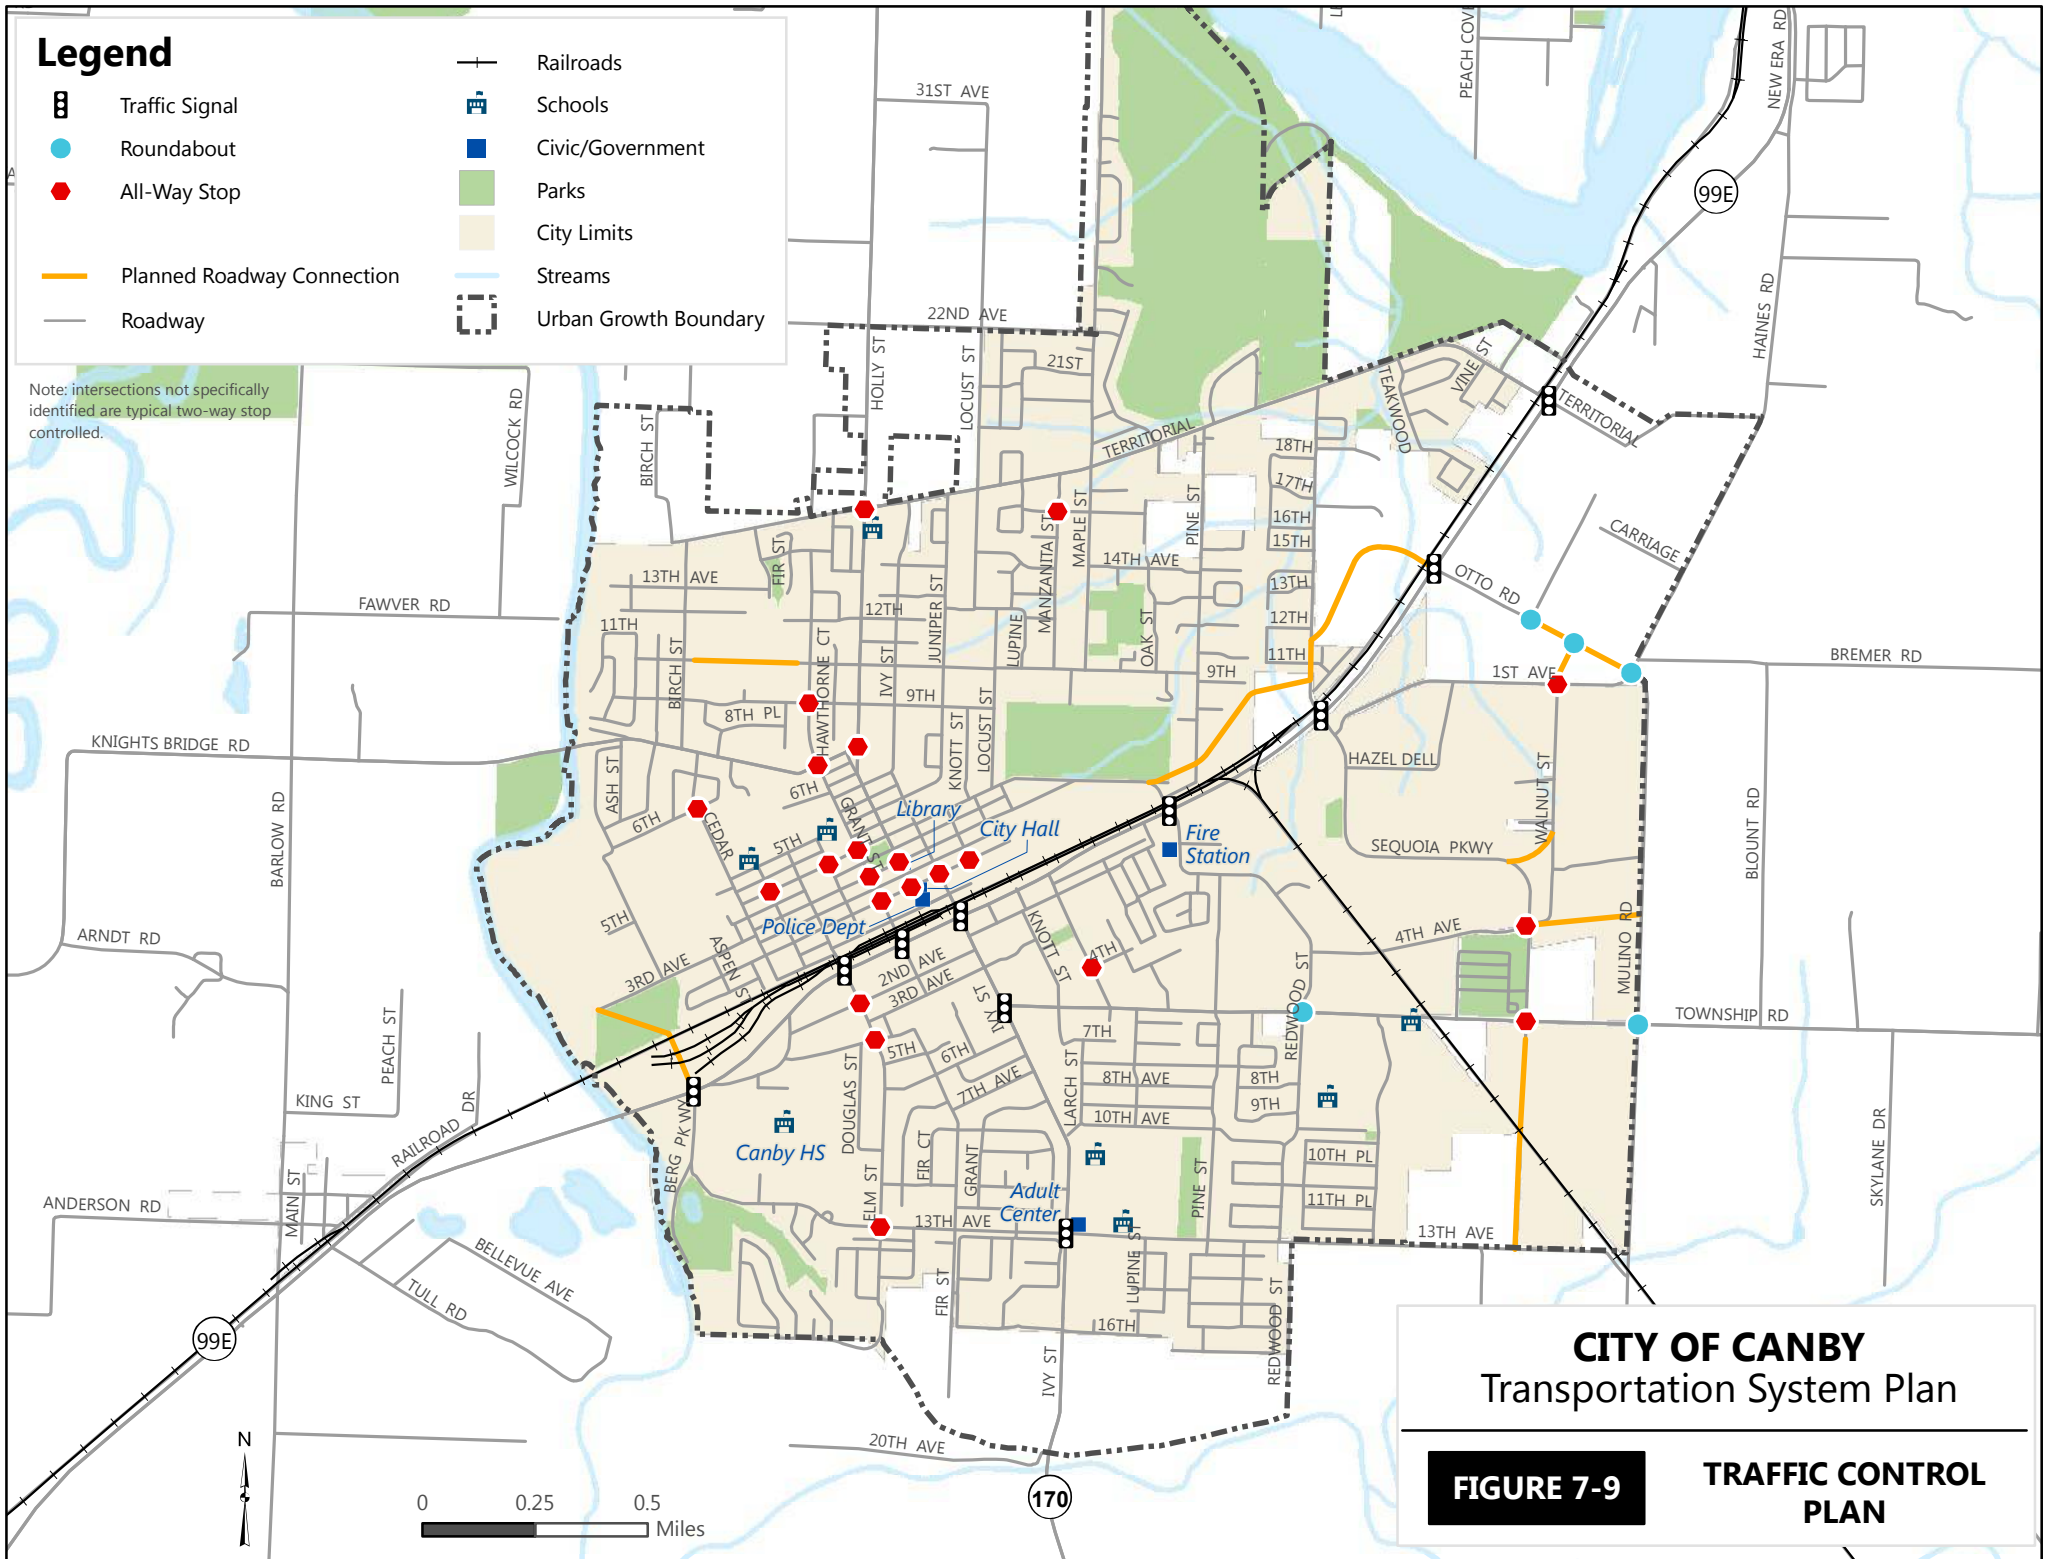 Legend
Traffic Signal
Roundabout
All-Way Stop
Planned Roadway Connection
Roadway
Railroads
Schools
Civic/Government
Parks
City Limits
Streams
Urban Growth Boundary
Note: intersections not specifically
identified are typical two-way stop
controlled.
31ST AVE
PEACH COV
NEW ERA RD
99E
HAINES RD
22ND AVE
HOLLY ST
LOCUST ST
21ST
TEAKWOOD
VINE ST
TERRITORIAL
TERRITORIAL
WILCOCK RD
BIRCH ST
18TH
17TH
16TH
15TH
PINE ST
MAPLE ST
MANZANITA ST
14TH AVE
CARRIAGE
OTTO RD
FIR ST
13TH AVE
13TH
FAWVER RD
12TH
12TH
11TH
JUNIPER ST
LUPINE
OAK ST
11TH
BIRCH ST
HAWTHORNE CT
IVY ST
9TH
9TH
1ST AVE
BREMER RD
8TH PL
KNOTT ST
LOCUST ST
KNIGHTS BRIDGE RD
HAZEL DELL
ASH ST
6TH
6TH
CEDAR
GRANT ST
Library
City Hall
WALNUT ST
BARLOW RD
BLOUNT RD
5TH
Fire
Station
SEQUOIA PKWY
5TH
Police Dept
KNOTT ST
4TH
4TH AVE
ARNDT RD
ASPEN ST
3RD AVE
2ND AVE
3RD AVE
IVY ST
REDWOOD ST
MULINO RD
TOWNSHIP RD
PEACH ST
7TH
5TH
6TH
7TH AVE
DOUGLAS ST
LARCH ST
8TH AVE
8TH
9TH
10TH AVE
KING ST
RAILROAD DR
BERG PKWY
Canby HS
FIR CT
GRANT
10TH PL
11TH PL
PINE ST
SKYLANE DR
ANDERSON RD
MAIN ST
ELM ST
13TH AVE
Adult
Center
LUPINE ST
13TH AVE
BELLEVUE AVE
TULL RD
FIR ST
16TH
REDWOOD ST
99E
IVY ST
20TH AVE
170
N
0
0.25
0.5
Miles
CITY OF CANBY
Transportation System Plan
FIGURE 7-9
TRAFFIC CONTROL
PLAN